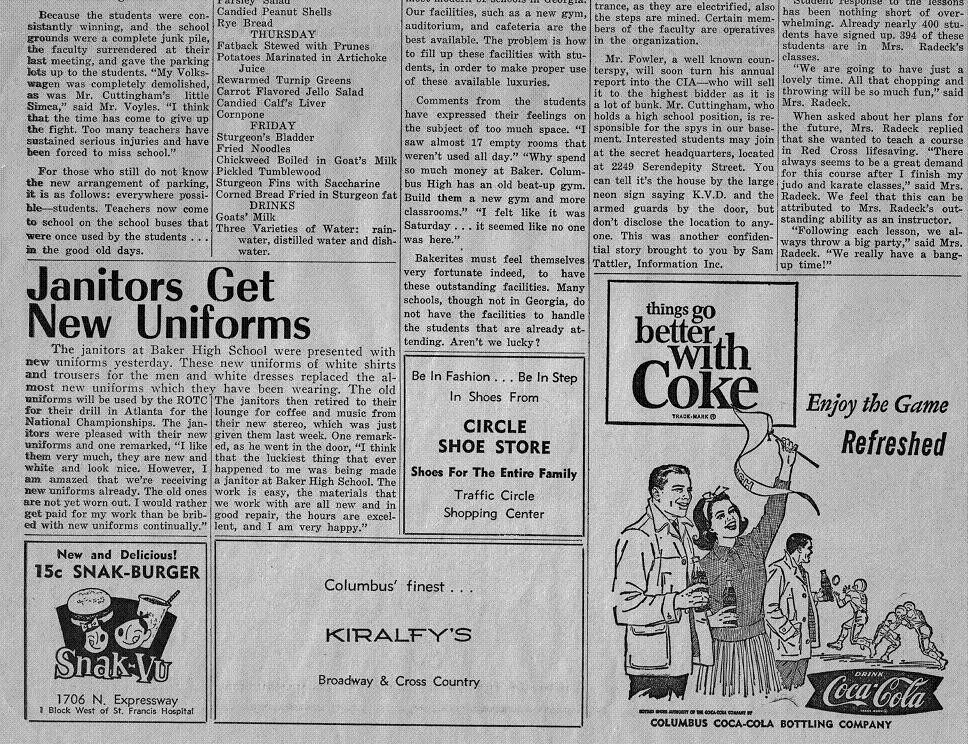 Because the students were con-
sistantly winning, and the school
grounds were a complete junk pile,
the faculty surrendered at their
last meeting, and gave the parking
lots up to the students. "My Volks-
wagen was completely demolished,
as was Mr. Cuttingham's little
Simca," said Mr. Voyles. "I think
that the time has come to give up
the fight. Too many teachers have
sustained serious injuries and have
been forced to miss school."
For those who still do not know
the new arrangement of parking,
it is as follows: everywhere possi-
ble—students. Teachers now come
to school on the school buses that
were once used by the students . . .
in the good old days.
Parsley Salad
Candied Peanut Shells
Rye Bread
THURSDAY
Fatback Stewed with Prunes
Potatoes Marinated in Artichoke
Juice
Rewarmed Turnip Greens
Carrot Flavored Jello Salad
Candied Calf's Liver
Cornpone
FRIDAY
Sturgeon's Bladder
Fried Noodles
Chickweed Boiled in Goat's Milk
Pickled Tumblewood
Sturgeon Fins with Saccharine
Corned Bread Fried in Sturgeon fat
DRINKS
Goats' Milk
Three Varieties of Water: rain-
water, distilled water and dish-
water.
most modern of schools in Georgia.
Our facilities, such as a new gym,
auditorium, and cafeteria are the
best available. The problem is how
to fill up these facilities with stu-
dents, in order to make proper use
of these available luxuries.
Comments from the students
have expressed their feelings on
the subject of too much space. "I
saw almost 17 empty rooms that
weren't used all day." "Why spend
so much money at Baker. Colum-
bus High has an old beat-up gym.
Build them a new gym and more
classrooms." "I felt like it was
Saturday . . . it seemed like no one
was here."
Bakerites must feel themselves
very fortunate indeed, to have
these outstanding facilities. Many
schools, though not in Georgia, do
not have the facilities to handle
the students that are already at-
tending. Aren't we lucky?
trance, as they are electrified, also
the steps are mined. Certain mem-
bers of the faculty are operatives
in the organization.
Mr. Fowler, a well known coun-
terspy, will soon turn his annual
report into the CIA—who will sell
it to the highest bidder as it is
a lot of bunk. Mr. Cuttingham, who
holds a high school position, is re-
sponsible for the spys in our base-
ment. Interested students may join
at the secret headquarters, located
at 2249 Serendepity Street. You
can tell it's the house by the large
neon sign saying K.V.D. and the
armed guards by the door, but
don't disclose the location to any-
one. This was another confiden-
tial story brought to you by Sam
Tattler, Information Inc.
Student response to the lessons
has been nothing short of over-
whelming. Already nearly 400 stu-
dents have signed up. 394 of these
students are in Mrs. Radeck's
classes.
"We are going to have just a
lovely time. All that chopping and
throwing will be so much fun," said
Mrs. Radeck.
When asked about her plans for
the future, Mrs. Radeck replied
that she wanted to teach a course
in Red Cross lifesaving. "There
always seems to be a great demand
for this course after I finish my
judo and karate classes," said Mrs.
Radeck. We feel that this can be
attributed to Mrs. Radeck's out-
standing ability as an instructor.
"Following each lesson, we al-
ways throw a big party," said Mrs.
Radeck. "We really have a bang-
up time!"
Janitors Get
New Uniforms
The janitors at Baker High School were presented with
new uniforms yesterday. These new uniforms of white shirts
and trousers for the men and white dresses replaced the al-
most new uniforms which they have been wearing. The old
uniforms will be used by the ROTC
for their drill in Atlanta for the
National Championships. The jan-
itors were pleased with their new
uniforms and one remarked, "I like
them very much, they are new and
white and look nice. However, I
am amazed that we're receiving
new uniforms already. The old ones
are not yet worn out. I would rather
get paid for my work than be brib-
ed with new uniforms continually."
The janitors then retired to their
lounge for coffee and music from
their new stereo, which was just
given them last week. One remark-
ed, as he went in the door, "I think
that the luckiest thing that ever
happened to me was being made
a janitor at Baker High School. The
work is easy, the materials that
we work with are all new and in
good repair, the hours are excel-
lent, and I am very happy."
Be In Fashion . . . Be In Step
In Shoes From
CIRCLE
SHOE STORE
Shoes For The Entire Family
Traffic Circle
Shopping Center
New and Delicious!
15c SNAK-BURGER
Snak-Vu
1706 N. Expressway
1 Block West of St. Francis Hospital
Columbus' finest . . .
KIRALFY'S
Broadway & Cross Country
things go
better
with
Coke
TRADE-MARK ®
Enjoy the Game
Refreshed
DRINK
Coca-Cola
BOTTLED UNDER AUTHORITY OF THE COCA-COLA COMPANY BY
COLUMBUS COCA-COLA BOTTLING COMPANY